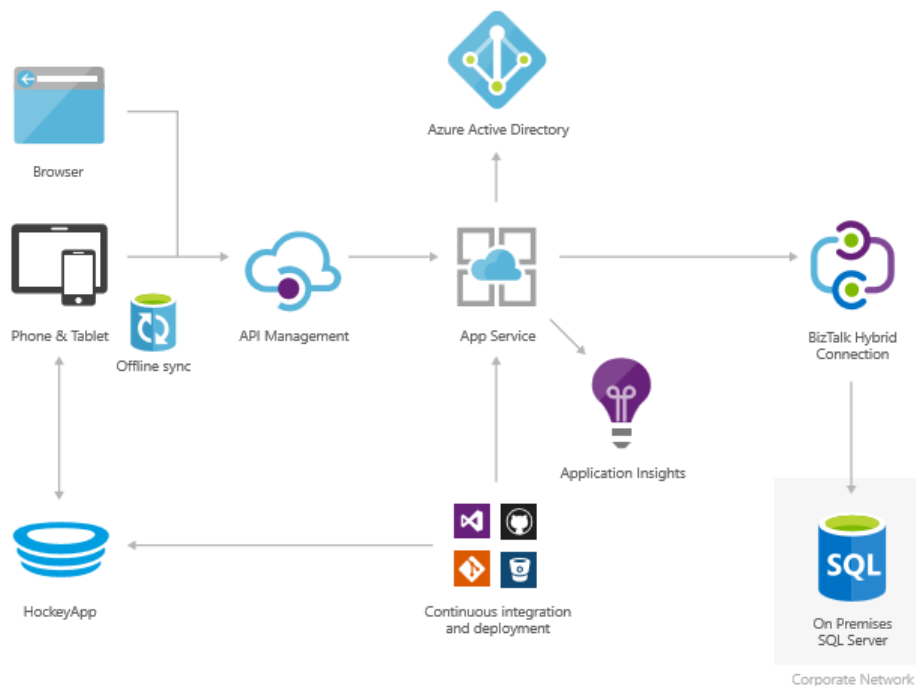 Azure Active Directory
Browser
Phone & Tablet
Offline sync
API Management
App Service
BizTalk Hybrid
Connection
Application Insights
HockeyApp
Continuous integration
and deployment
SQL
On Premises
SQL Server
Corporate Network